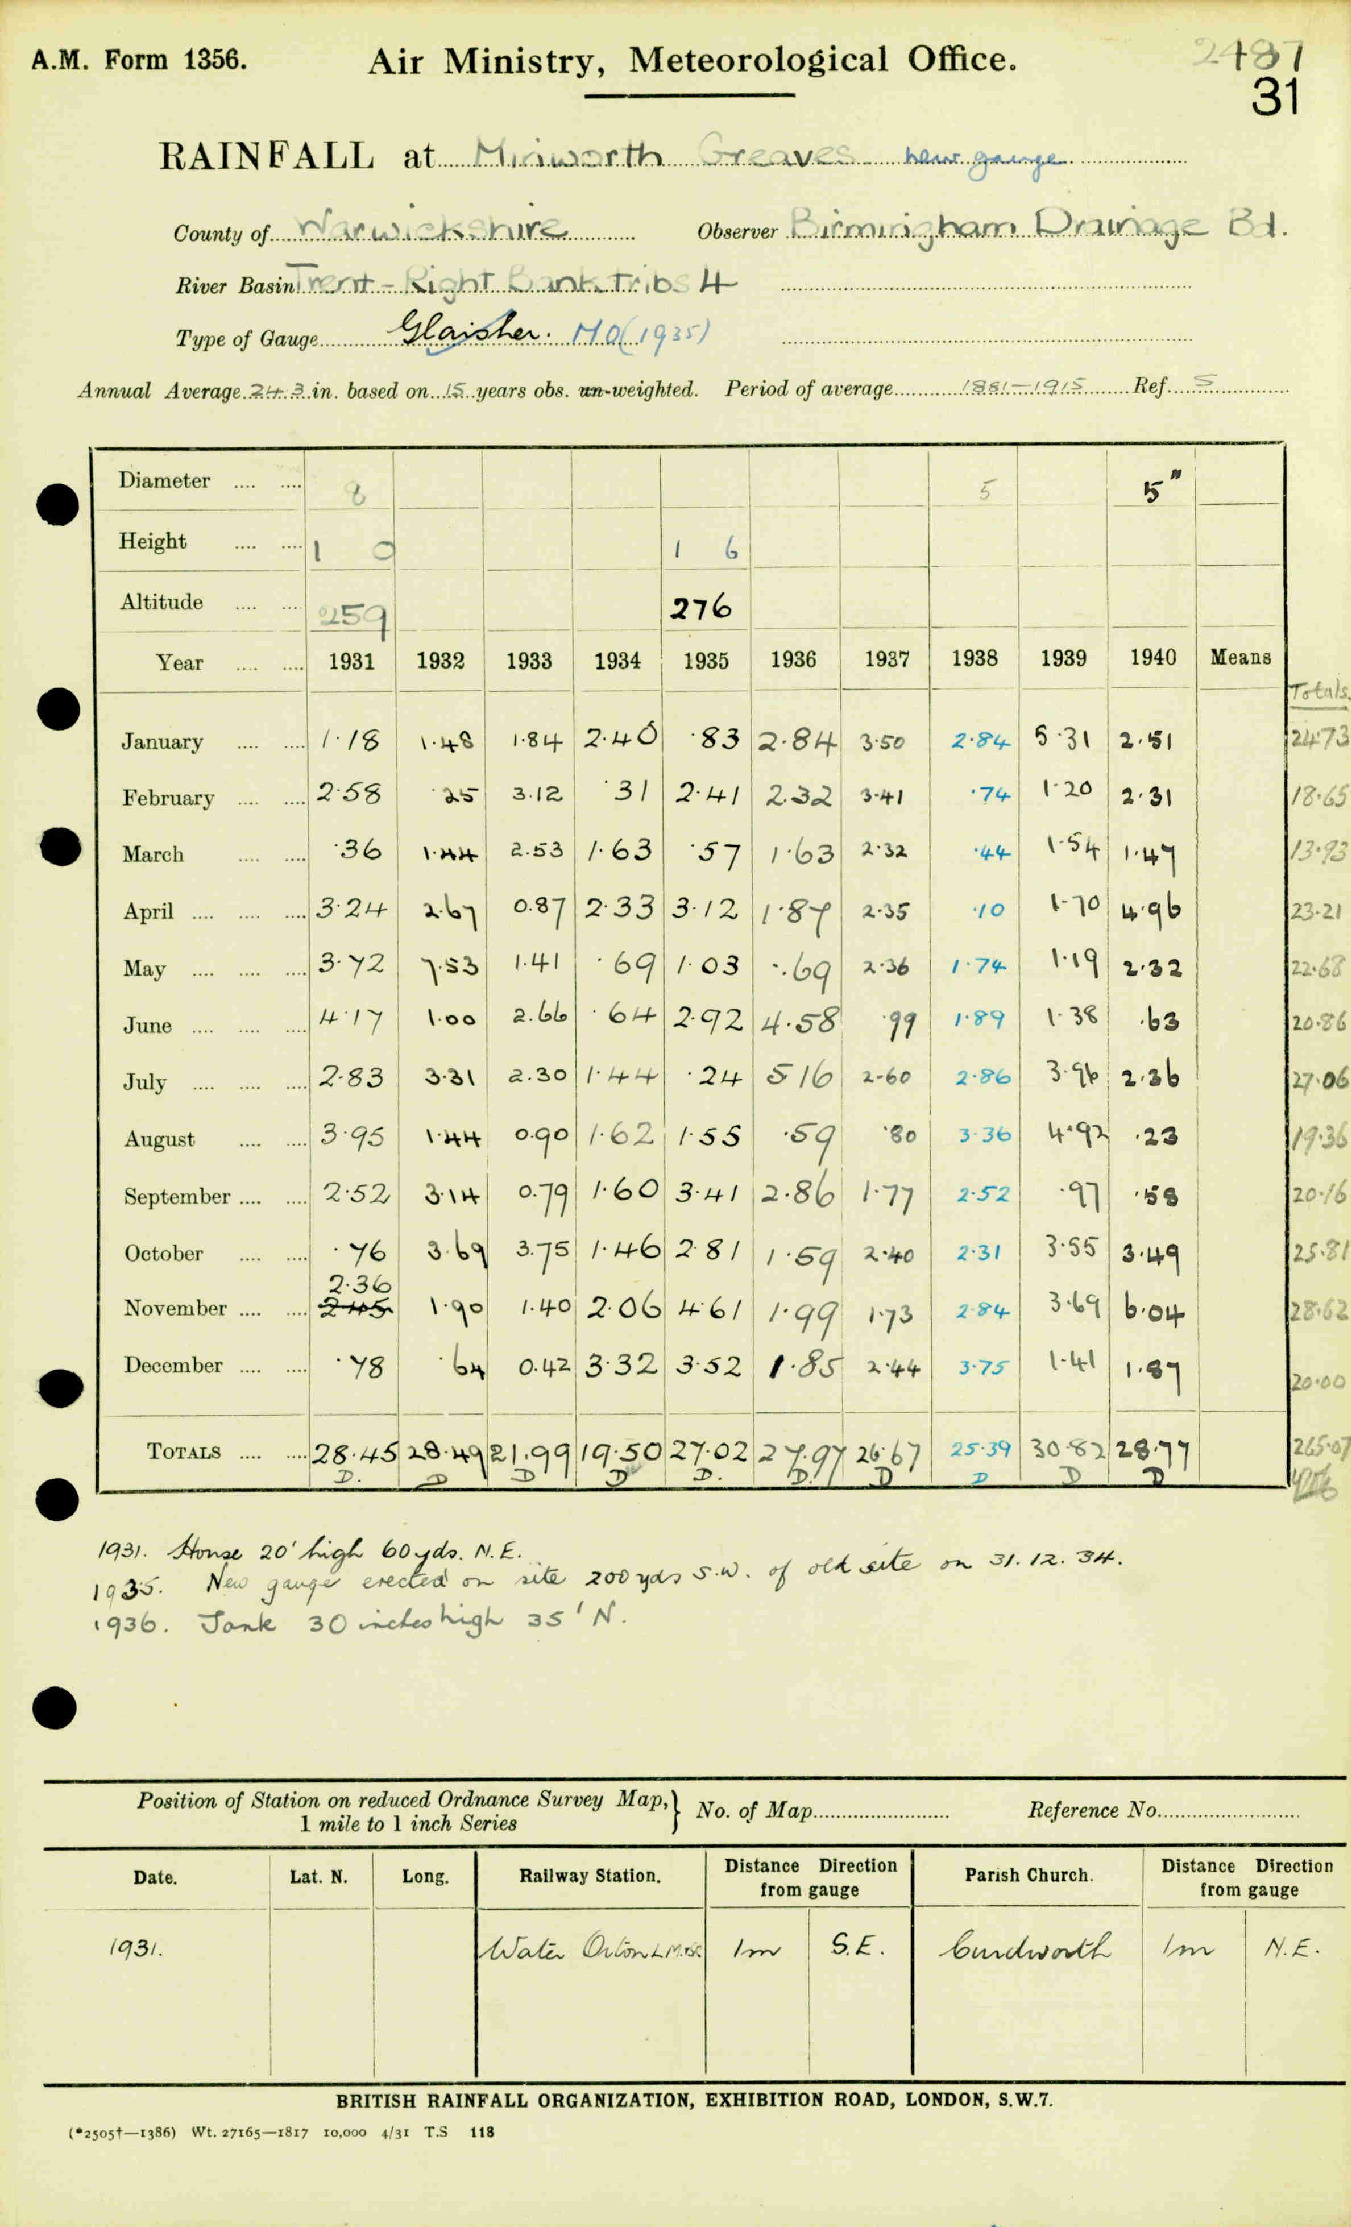 A.M. Form 1356. Air Ministry, Meteorological Office. 2487
31
RAINFALL at Minworth Greaves new gauge
County of Warwickshire Observer Birmingham Drainage Bd.
River Basin Trent - Right Bank tribs 4
Type of Gauge Glaisher. MO (1935)
Annual Average 24.3 in. based on 15 years obs. un-weighted. Period of average 1881-1915 Ref. 5
Diameter 8 5 5"
Height 1 0 1 6
Altitude 259 276
Year 1931 1932 1933 1934 1935 1936 1937 1938 1939 1940 Means
Totals
January 1.18 1.48 1.84 2.40 .83 2.84 3.50 2.84 5.31 2.51 24.73
February 2.58 .25 3.12 .31 2.41 2.32 3.41 .74 1.20 2.31 18.65
March .36 1.44 2.53 1.63 .57 1.63 2.32 .44 1.54 1.47 13.93
April 3.24 2.67 0.87 2.33 3.12 1.87 2.35 .10 1.70 4.96 23.21
May 3.72 7.53 1.41 .69 1.03 .69 2.36 1.74 1.19 2.32 22.68
June 4.17 1.00 2.66 .64 2.92 4.58 .99 1.89 1.38 .63 20.86
July 2.83 3.31 2.30 1.44 .24 5 16 2.60 2.86 3.96 2.36 27.06
August 3.95 1.44 0.90 1.62 1.55 .59 .80 3.36 4.92 .23 19.36
September 2.52 3.14 0.79 1.60 3.41 2.86 1.77 2.52 .97 .58 20.16
October .76 3.69 3.75 1.46 2.81 1.59 2.40 2.31 3.55 3.49 25.81
2.36
November 2.45 1.90 1.40 2.06 4.61 1.99 1.73 2.84 3.69 6.04 28.62
December .78 .64 0.42 3.32 3.52 1.85 2.44 3.75 1.41 1.87 20.00
TOTALS 28.45 28.49 21.99 19.50 27.02 27.97 26.67 25.39 30.82 28.77 265.07
D. D D D D. D. D D D D
1931. House 20' high 60 yds. N.E.
1935. New gauge erected on site 200 yds S.W. of old site on 31.12.34.
1936. Tank 30 inches high 35' N.
Position of Station on reduced Ordnance Survey Map, } No. of Map Reference No.
1 mile to 1 inch Series
Date. Lat. N. Long. Railway Station. Distance Direction from gauge Parish Church. Distance Direction from gauge
1931. Water Orton L.M.&S.R 1m S.E. Curdworth 1m N.E.
BRITISH RAINFALL ORGANIZATION, EXHIBITION ROAD, LONDON, S.W.7.
(*2505†—1386) Wt. 27165—1817 10,000 4/31 T.S 118